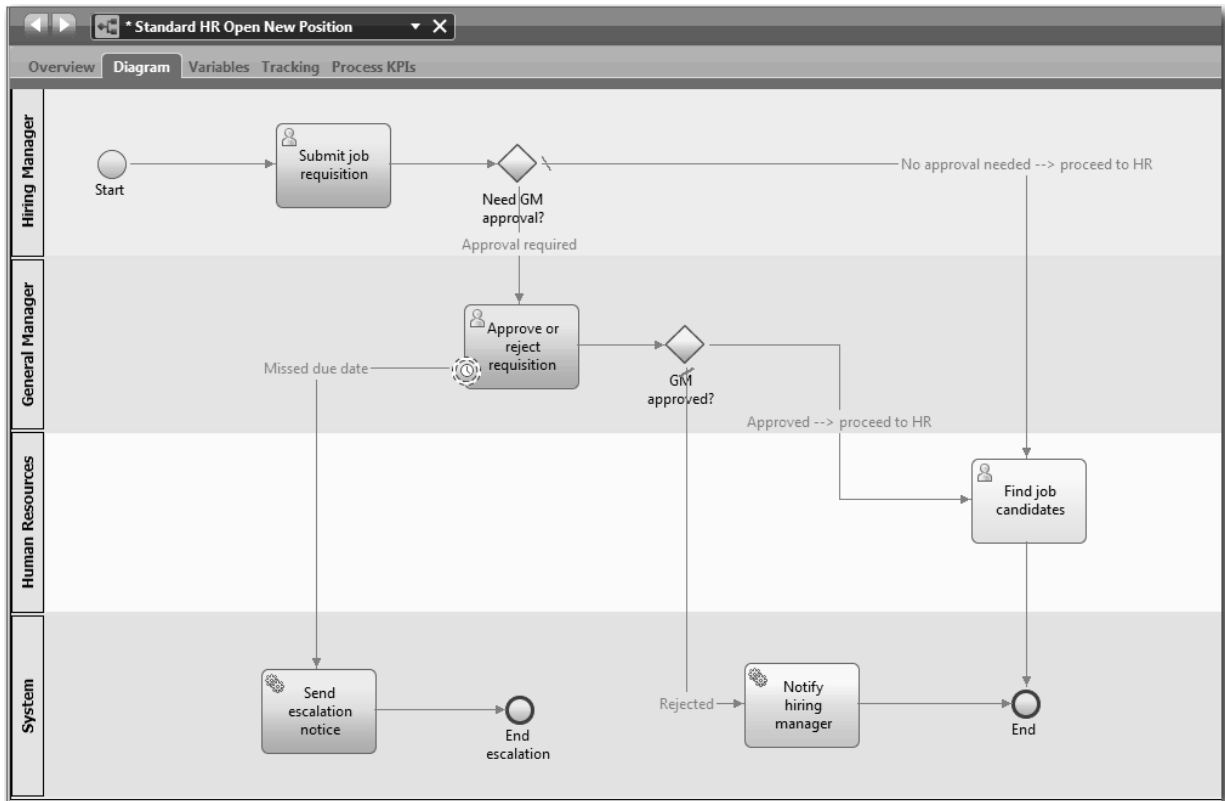 * Standard HR Open New Position
Overview Diagram Variables Tracking Process KPIs
Hiring Manager
Start
Submit job
requisition
Need GM
approval?
No approval needed --> proceed to HR
Approval required
General Manager
Approve or
reject
requisition
Missed due date
GM
approved?
Approved --> proceed to HR
Human Resources
Find job
candidates
System
Send
escalation
notice
End
escalation
Rejected
Notify
hiring
manager
End